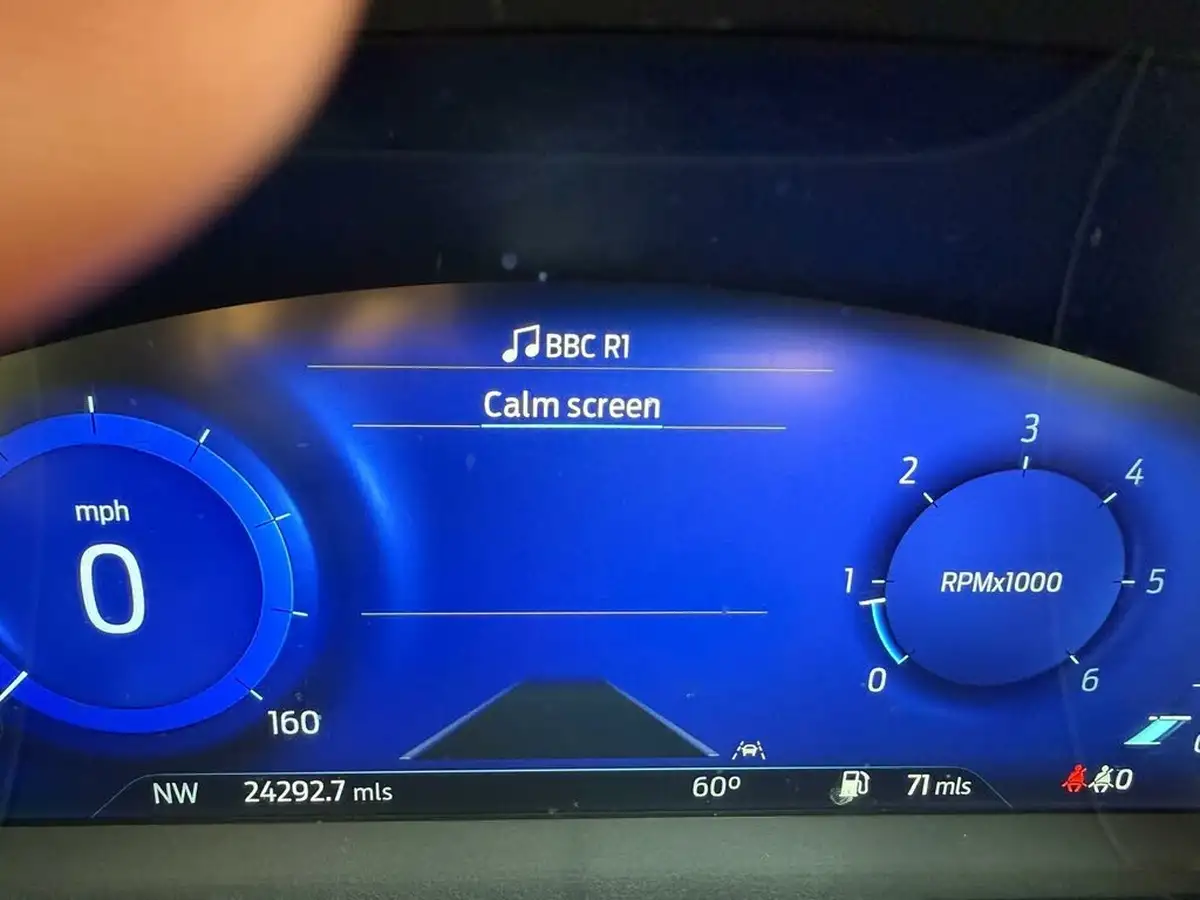 BBC R1
Calm screen
mph
0
160
0
1
2
3
4
5
6
RPMx1000
NW
24292.7 mls
60º
71 mls
0